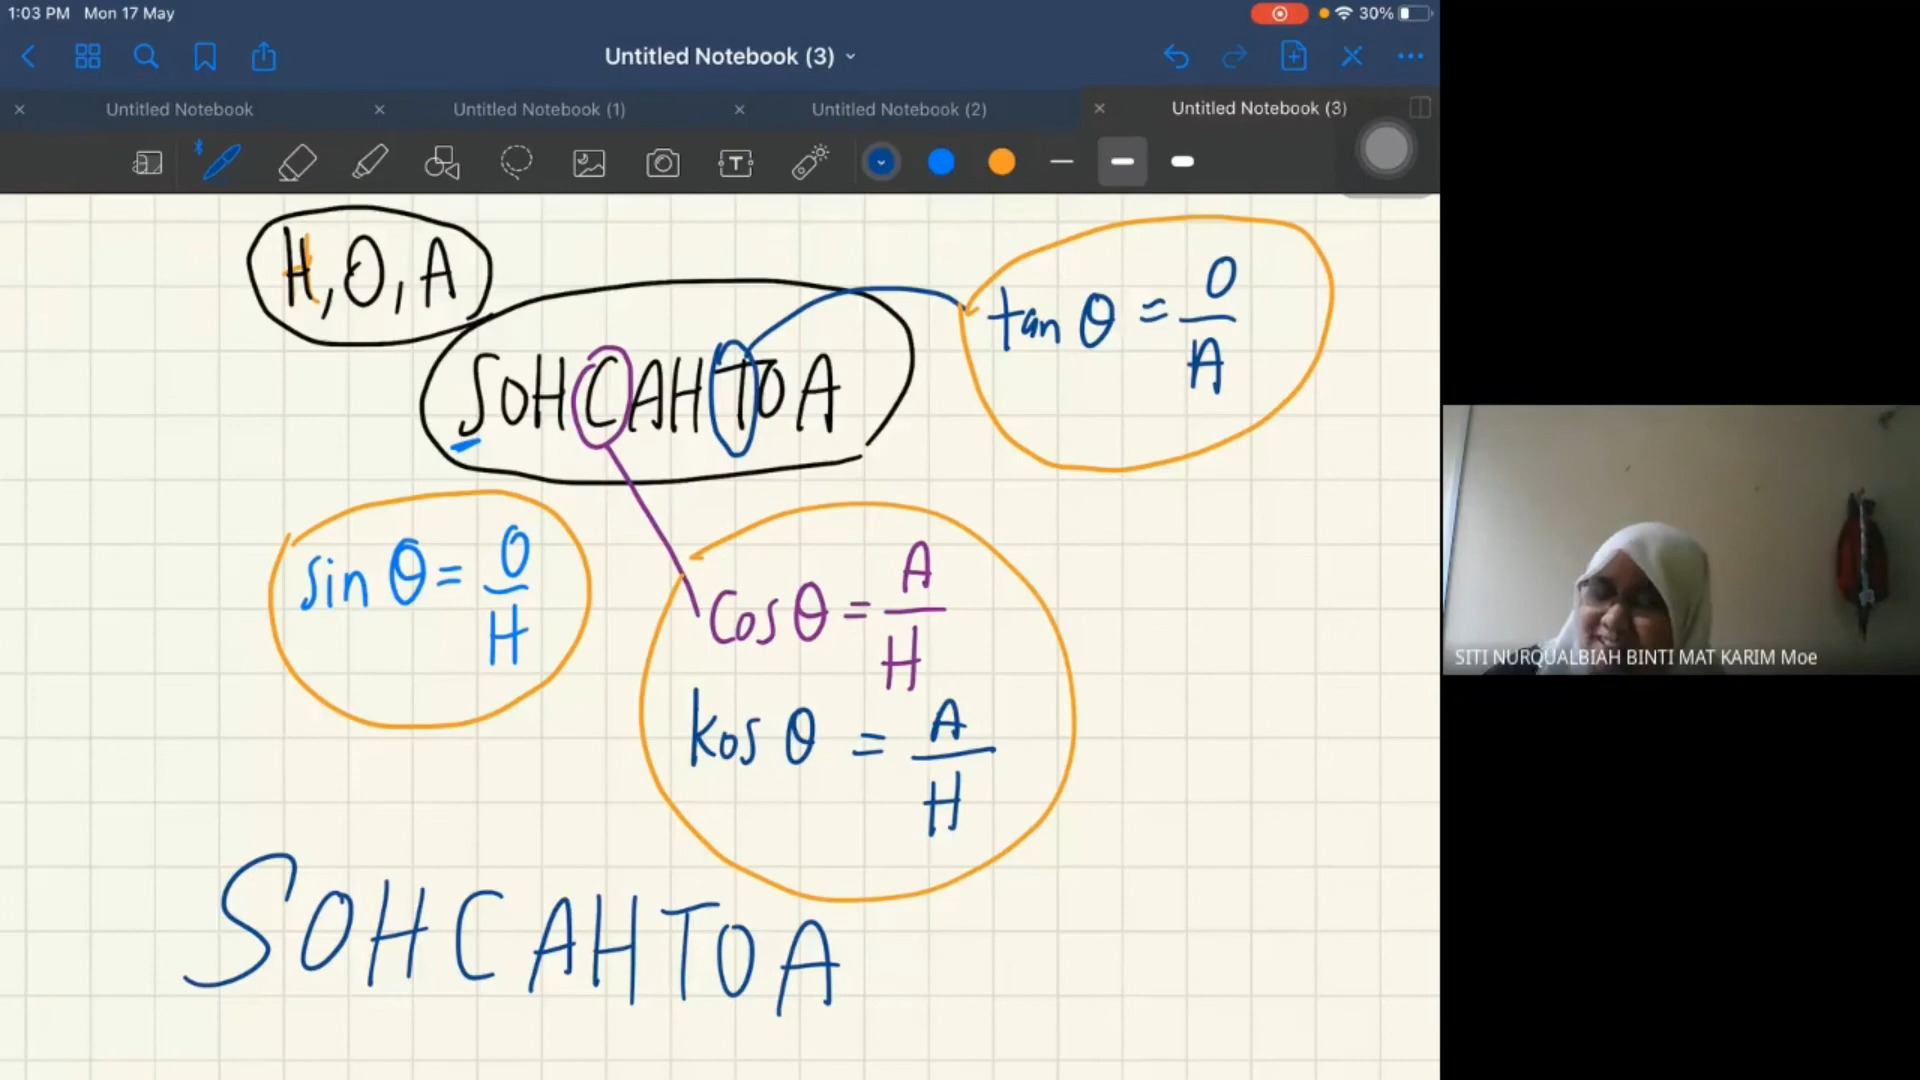 1:03 PM Mon 17 May
30%
Untitled Notebook (3)
Untitled Notebook
Untitled Notebook (1)
Untitled Notebook (2)
Untitled Notebook (3)
T
H, O, A
SOHCAHTOA
tan θ = O/A
sin θ = O/H
Cos θ = A/H
kos θ = A/H
SOHCAHTOA
SITI NURQUALBIAH BINTI MAT KARIM Moe